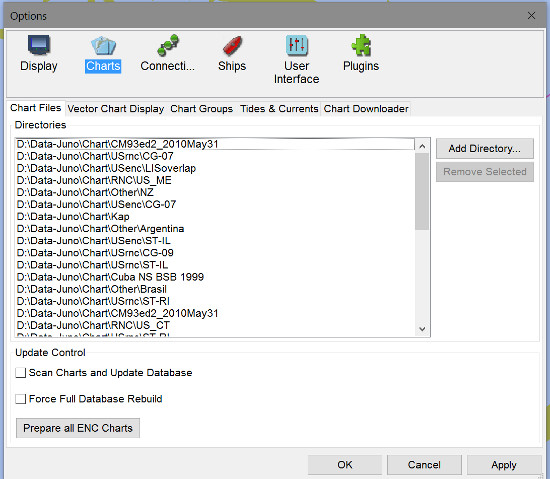 Options
Display
Charts
Connecti...
Ships
User
Interface
Plugins
Chart Files
Vector Chart Display
Chart Groups
Tides & Currents
Chart Downloader
Directories
D:\Data-Juno\Chart\CM93ed2_2010May31
D:\Data-Juno\Chart\USrnc\CG-07
D:\Data-Juno\Chart\USenc\LISoverlap
D:\Data-Juno\Chart\RNC\US_ME
D:\Data-Juno\Chart\Other\NZ
D:\Data-Juno\Chart\USenc\CG-07
D:\Data-Juno\Chart\Kap
D:\Data-Juno\Chart\Other\Argentina
D:\Data-Juno\Chart\USenc\ST-IL
D:\Data-Juno\Chart\USrnc\CG-09
D:\Data-Juno\Chart\USrnc\ST-IL
D:\Data-Juno\Chart\Cuba NS BSB 1999
D:\Data-Juno\Chart\Other\Brasil
D:\Data-Juno\Chart\USrnc\ST-RI
D:\Data-Juno\Chart\CM93ed2_2010May31
D:\Data-Juno\Chart\RNC\US_CT
D:\Data-Juno\Chart\USrnc\ST-RI
Add Directory...
Remove Selected
Update Control
Scan Charts and Update Database
Force Full Database Rebuild
Prepare all ENC Charts
OK
Cancel
Apply